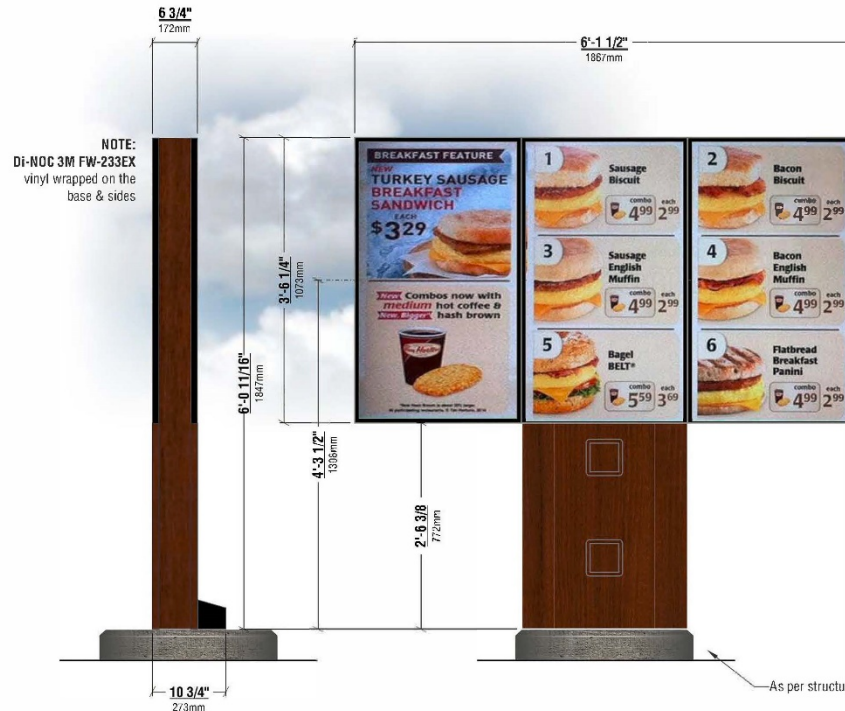 6 3/4"
172mm
6'-1 1/2"
1867mm
NOTE:
Di-NOC 3M FW-233EX
vinyl wrapped on the
base & sides
3'-6 1/4"
1073mm
6'-0 11/16"
1847mm
4'-3 1/2"
1308mm
2'-6 3/8
772mm
10 3/4"
273mm
BREAKFAST FEATURE
NEW
TURKEY SAUSAGE
BREAKFAST
SANDWICH
EACH
$3.29
New Combos now with
medium hot coffee &
New, Bigger* hash brown
Tim Hortons
1
Sausage
Biscuit
combo each
4.99 2.99
2
Bacon
Biscuit
combo each
4.99 2.99
3
Sausage
English
Muffin
combo each
4.99 2.99
4
Bacon
English
Muffin
combo each
4.99 2.99
5
Bagel
BELT®
combo each
5.59 3.69
6
Flatbread
Breakfast
Panini
combo each
4.99 2.99
As per structu